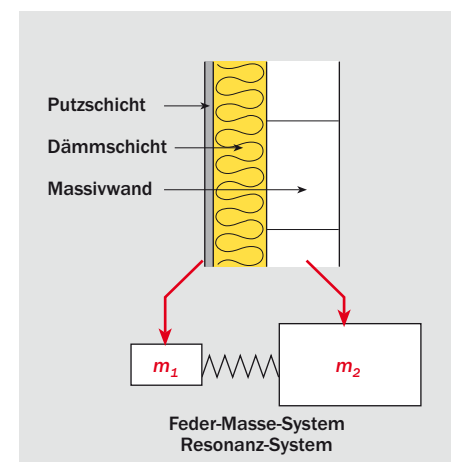 Putzschicht
Dämmschicht
Massivwand
m1
m2
Feder-Masse-System
Resonanz-System